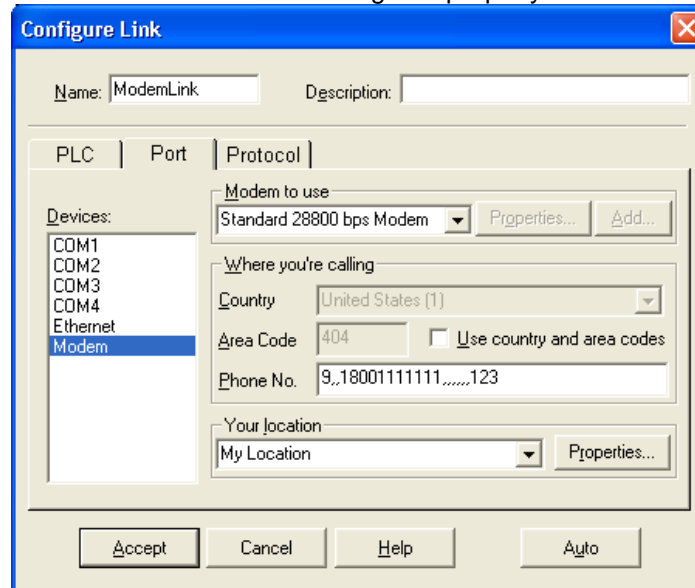 Configure Link
Name: ModemLink Description:
PLC Port Protocol
Devices:
COM1
COM2
COM3
COM4
Ethernet
Modem
Modem to use
Standard 28800 bps Modem Properties... Add...
Where you're calling
Country United States (1)
Area Code 404 Use country and area codes
Phone No. 9,,18001111111,,,,,,123
Your location
My Location Properties...
Accept Cancel Help Auto